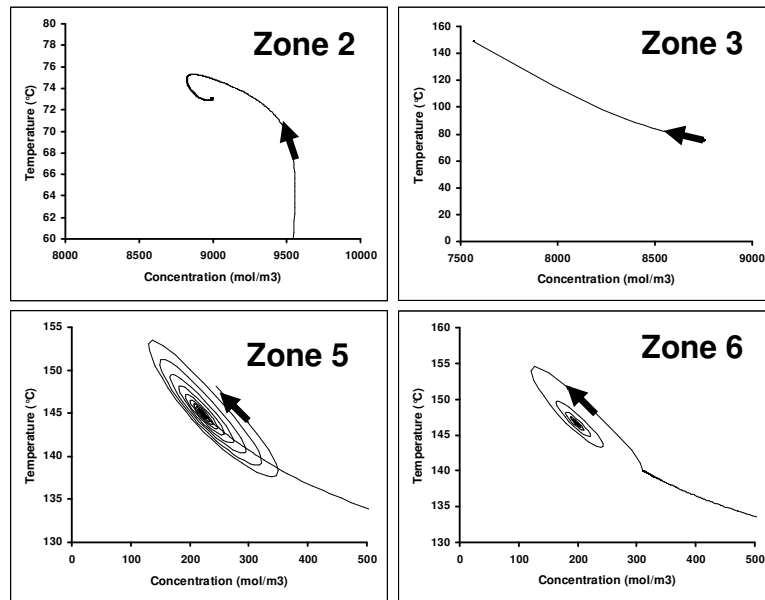 Zone 2
80
78
76
74
72
70
68
66
64
62
60
Temperature (°C)
8000 8500 9000 9500 10000
Concentration (mol/m3)
Zone 3
160
140
120
100
80
60
40
20
0
Temperature (°C)
7500 8000 8500 9000
Concentration (mol/m3)
Zone 5
155
150
145
140
135
130
Temperature (°C)
0 100 200 300 400 500
Concentration (mol/m3)
Zone 6
160
155
150
145
140
135
130
Temperature (°C)
0 100 200 300 400 500
Concentration (mol/m3)